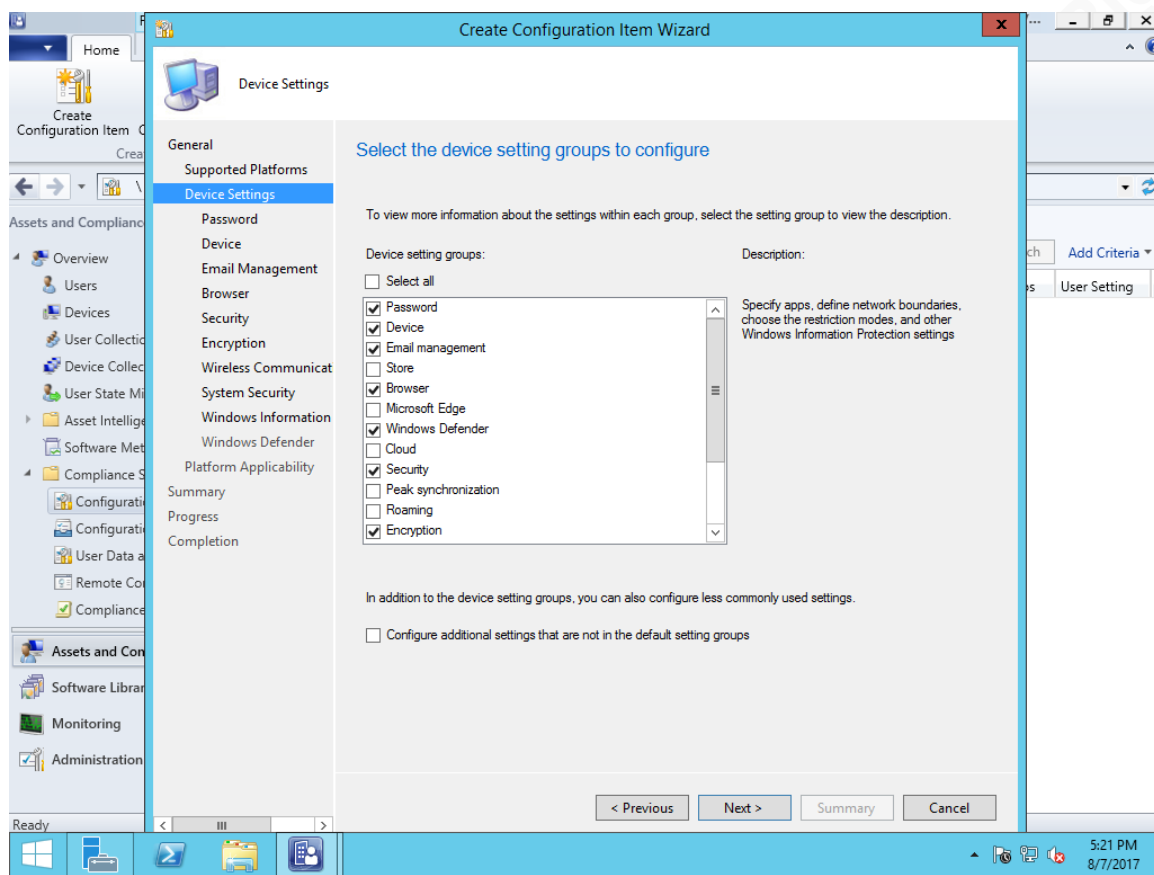 Create Configuration Item Wizard
Home
Create
Configuration Item
Crea
Device Settings
General
Supported Platforms
Device Settings
Password
Device
Email Management
Browser
Security
Encryption
Wireless Communicat
System Security
Windows Information
Windows Defender
Platform Applicability
Summary
Progress
Completion
Select the device setting groups to configure
To view more information about the settings within each group, select the setting group to view the description.
Device setting groups:
Select all
Password
Device
Email management
Store
Browser
Microsoft Edge
Windows Defender
Cloud
Security
Peak synchronization
Roaming
Encryption
Description:
Specify apps, define network boundaries,
choose the restriction modes, and other
Windows Information Protection settings
In addition to the device setting groups, you can also configure less commonly used settings.
Configure additional settings that are not in the default setting groups
< Previous
Next >
Summary
Cancel
\
Assets and Complianc
Overview
Users
Devices
User Collectic
Device Collec
User State Mi
Asset Intellige
Software Met
Compliance S
Configurati
Configurati
User Data a
Remote Co
Compliance
Assets and Con
Software Librar
Monitoring
Administration
Ready
ch
Add Criteria
User Setting
5:21 PM
8/7/2017